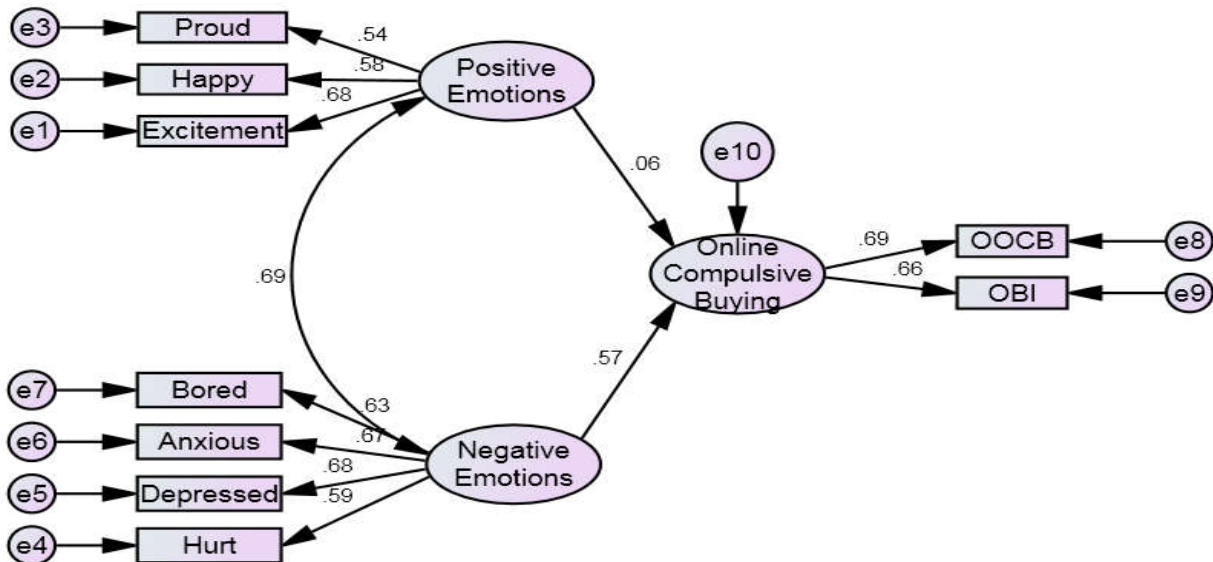 e3
Proud
.54
e2
Happy
.58
e1
Excitement
.68
Positive
Emotions
.06
e10
Online
Compulsive
Buying
.69
OOCB
e8
.66
OBI
e9
.69
.57
e7
Bored
.63
e6
Anxious
.67
e5
Depressed
.68
e4
Hurt
.59
Negative
Emotions